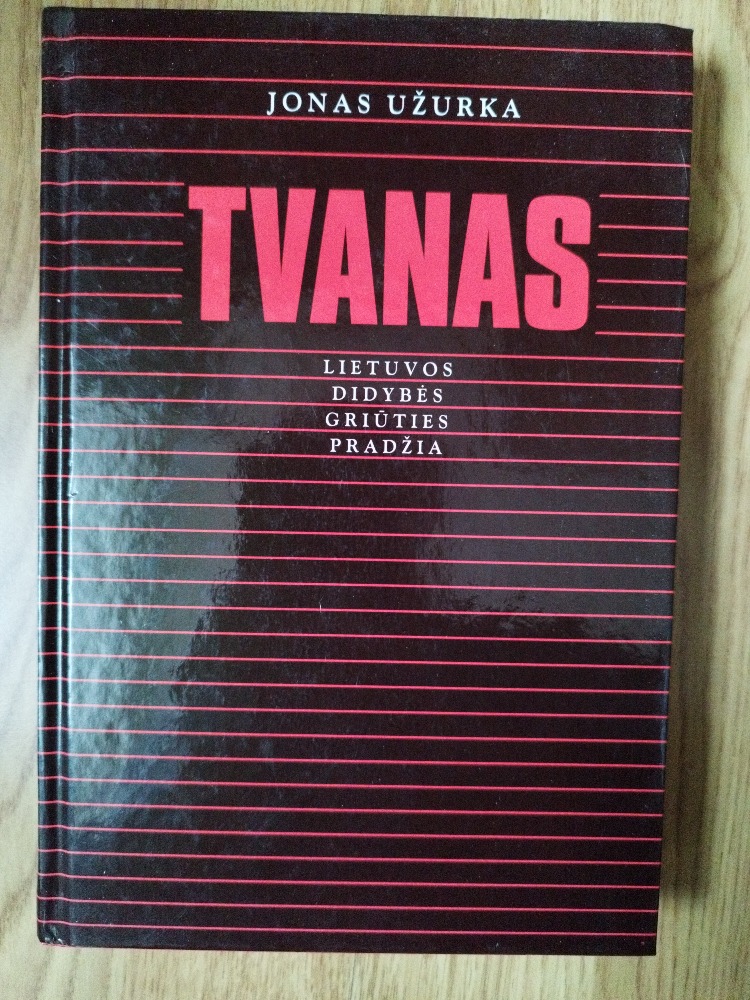 JONAS UŽURKA
TVANAS
LIETUVOS
DIDYBĖS
GRIŪTIES
PRADŽIA